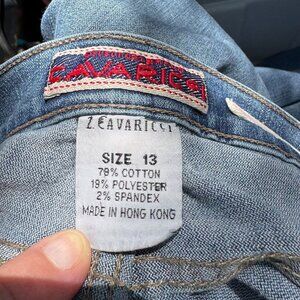 CAVARICCI
Z.CAVARICCI
SIZE 13
79% COTTON
19% POLYESTER
2% SPANDEX
MADE IN HONG KONG